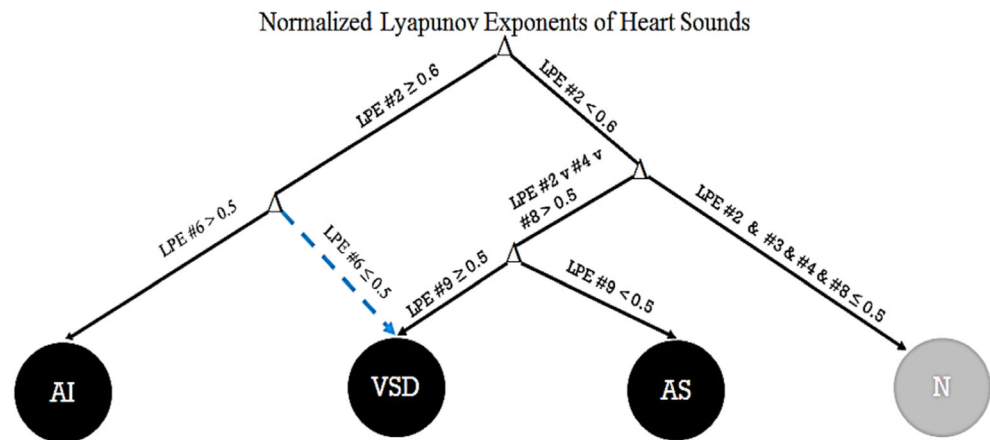 Normalized Lyapunov Exponents of Heart Sounds
LPE #2 ≥ 0.6
LPE #2 < 0.6
LPE #2 v #4 v
#8 > 0.5
LPE #2 & #3 & #4 & #8 ≤ 0.5
LPE #6 > 0.5
LPE #6 ≤ 0.5
LPE #9 ≥ 0.5
LPE #9 < 0.5
AI
VSD
AS
N